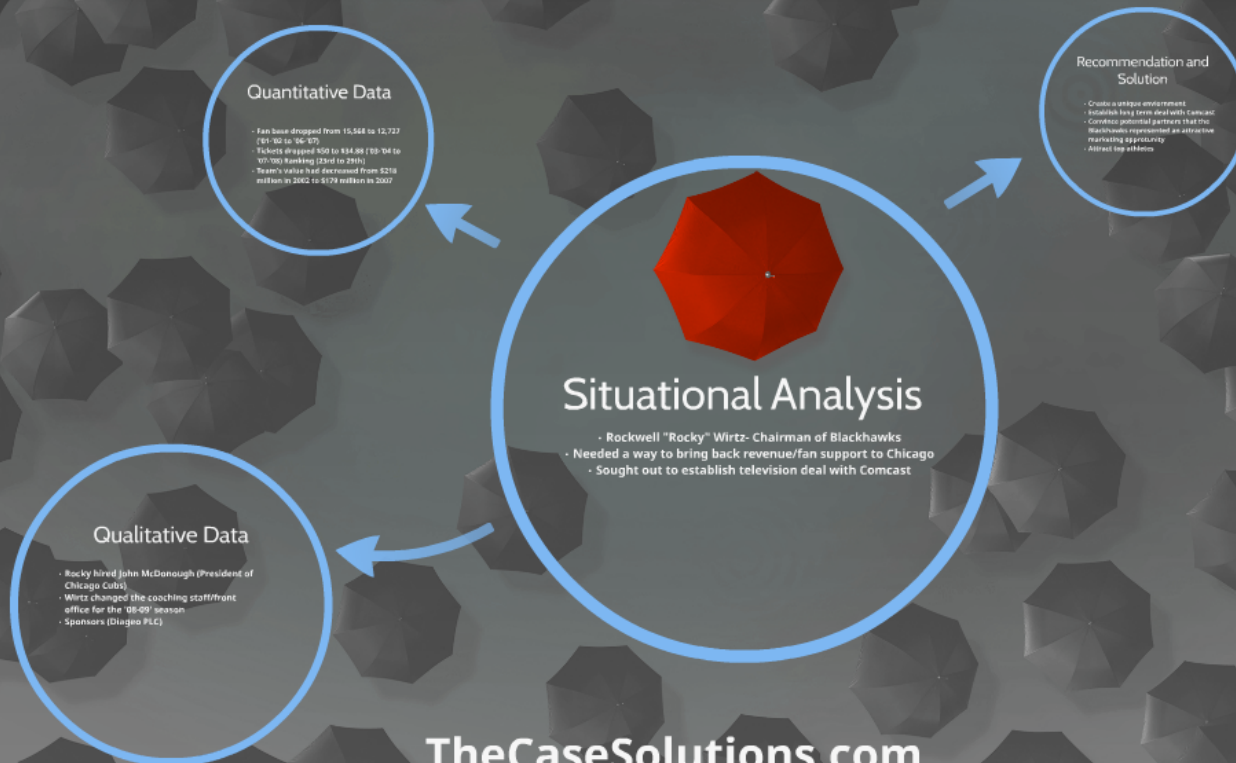 Quantitative Data
- Fan base dropped from 15,568 to 12,727
('01-'02 to '06-'07)
- Tickets dropped $50 to $34.88 ('03-'04 to
'07-'08) Ranking (23rd to 29th)
- Team's value had decreased from $218
million in 2002 to $179 million in 2007
Recommendation and
Solution
- Create a unique enviornment
- Establish long term deal with Comcast
- Convince potential partners that the
Blackhawks represented an attractive
marketing opprotunity
- Attract top athletes
Situational Analysis
- Rockwell "Rocky" Wirtz- Chairman of Blackhawks
- Needed a way to bring back revenue/fan support to Chicago
- Sought out to establish television deal with Comcast
Qualitative Data
- Rocky hired John McDonough (President of
Chicago Cubs)
- Wirtz changed the coaching staff/front
office for the '08-09' season
- Sponsors (Diageo PLC)
TheCaseSolutions.com